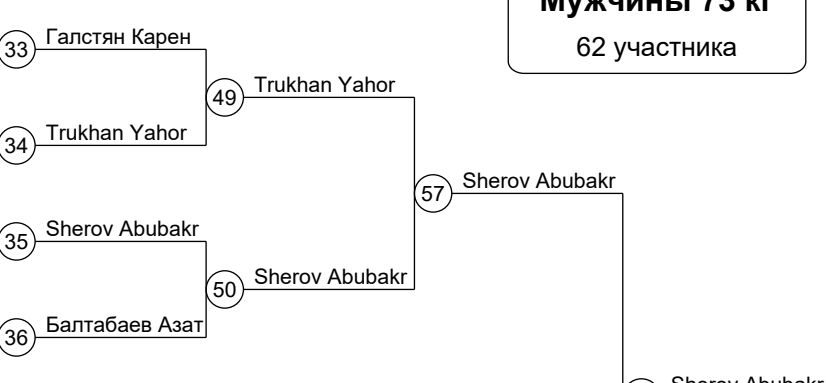 Мужчины 73 кг
62 участника
33 Галстян Карен
49 Trukhan Yahor
34 Trukhan Yahor
57 Sherov Abubakr
35 Sherov Abubakr
50 Sherov Abubakr
36 Балтабаев Азат
Sherov Abubakr